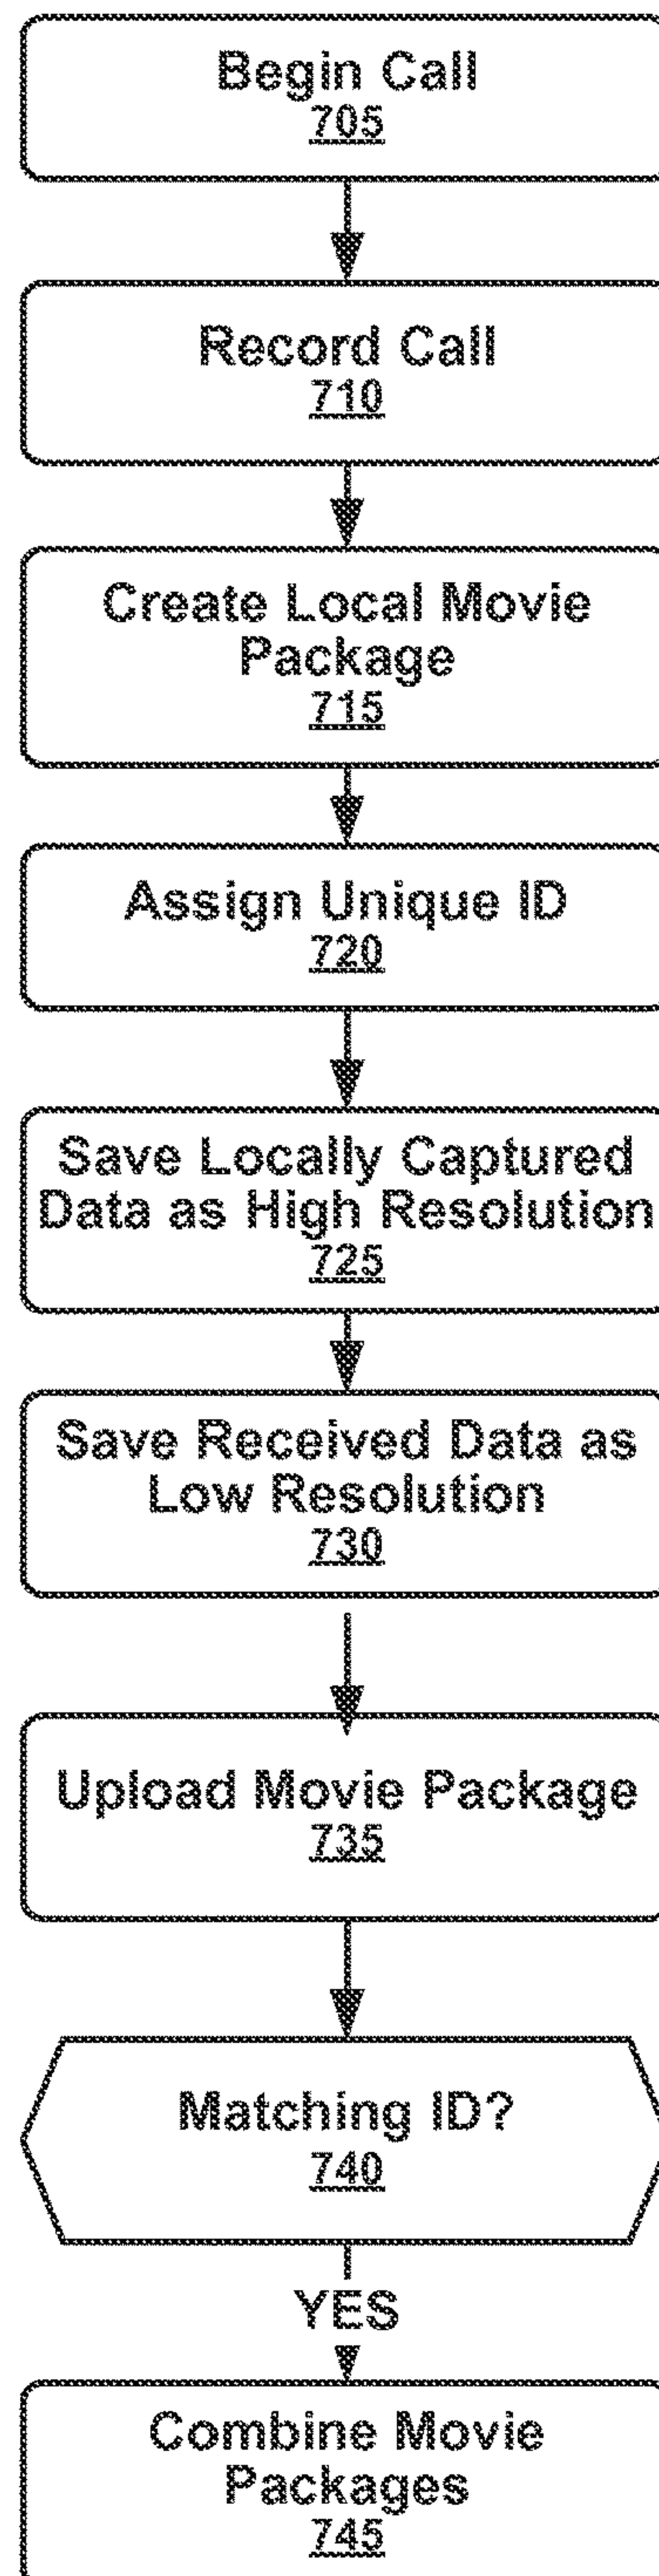 Begin Call
705
Record Call
710
Create Local Movie
Package
715
Assign Unique ID
720
Save Locally Captured
Data as High Resolution
725
Save Received Data as
Low Resolution
730
Upload Movie Package
735
Matching ID?
740
YES
Combine Movie
Packages
745